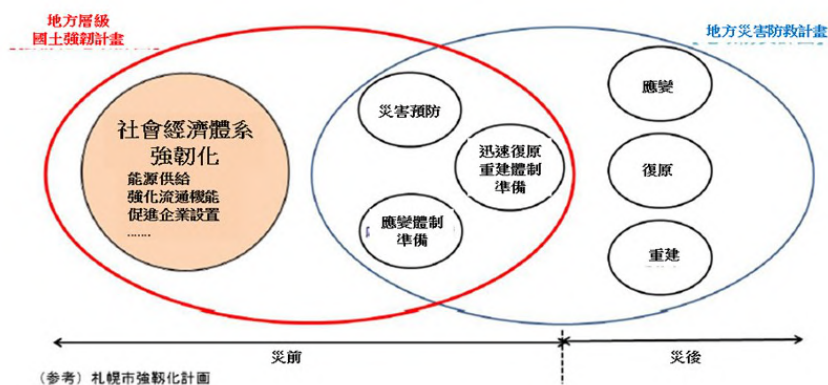 地方層級
國土強韌計畫
地方災害防救計畫
社會經濟體系
強韌化
能源供給
強化流通機能
促進企業設置
......
災害預防
迅速復原
重建體制
準備
應變體制
準備
應變
復原
重建
災前
災後
(参考) 札幌市強靱化計画